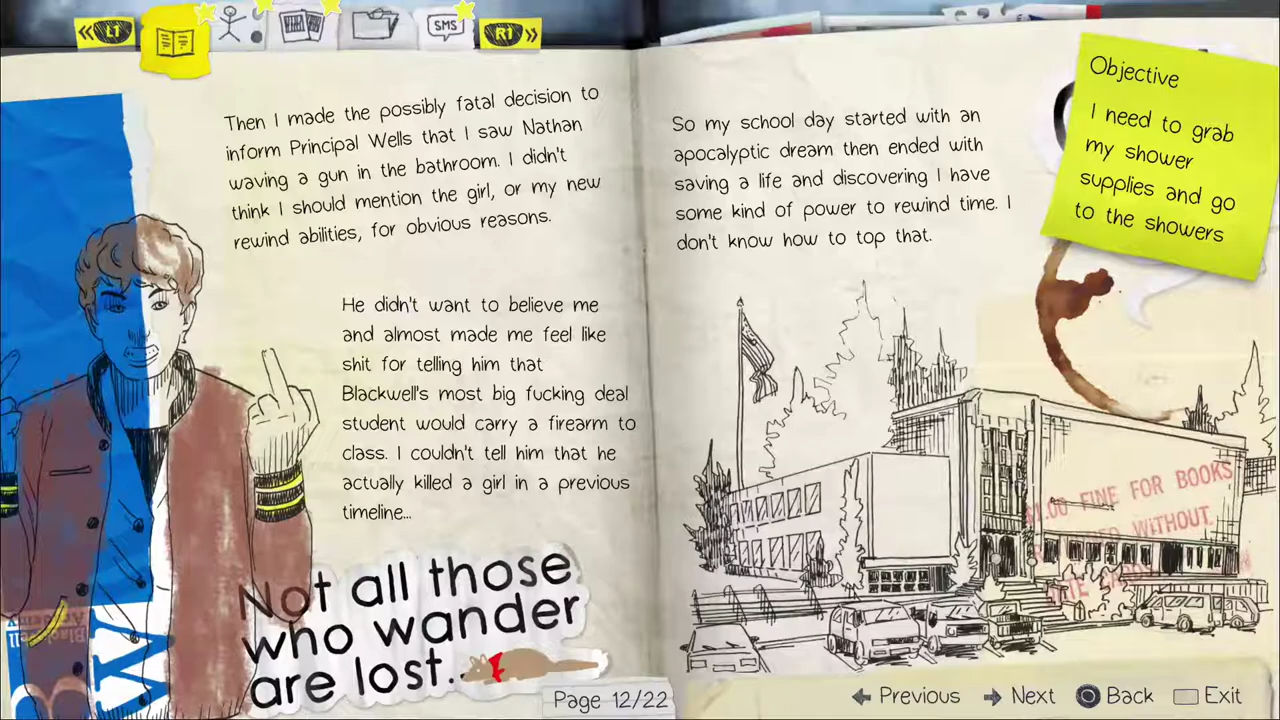 L1
SMS
R1
Then I made the possibly fatal decision to
inform Principal Wells that I saw Nathan
waving a gun in the bathroom. I didn't
think I should mention the girl, or my new
rewind abilities, for obvious reasons.
He didn't want to believe me
and almost made me feel like
shit for telling him that
Blackwell's most big fucking deal
student would carry a firearm to
class. I couldn't tell him that he
actually killed a girl in a previous
timeline...
Not all those
who wander
are lost.
Blackwell
Academy
So my school day started with an
apocalyptic dream then ended with
saving a life and discovering I have
some kind of power to rewind time. I
don't know how to top that.
Objective
I need to grab
my shower
supplies and go
to the showers
$1.00 FINE FOR BOOKS
WITHOUT
Page 12/22
Previous
Next
Back
Exit